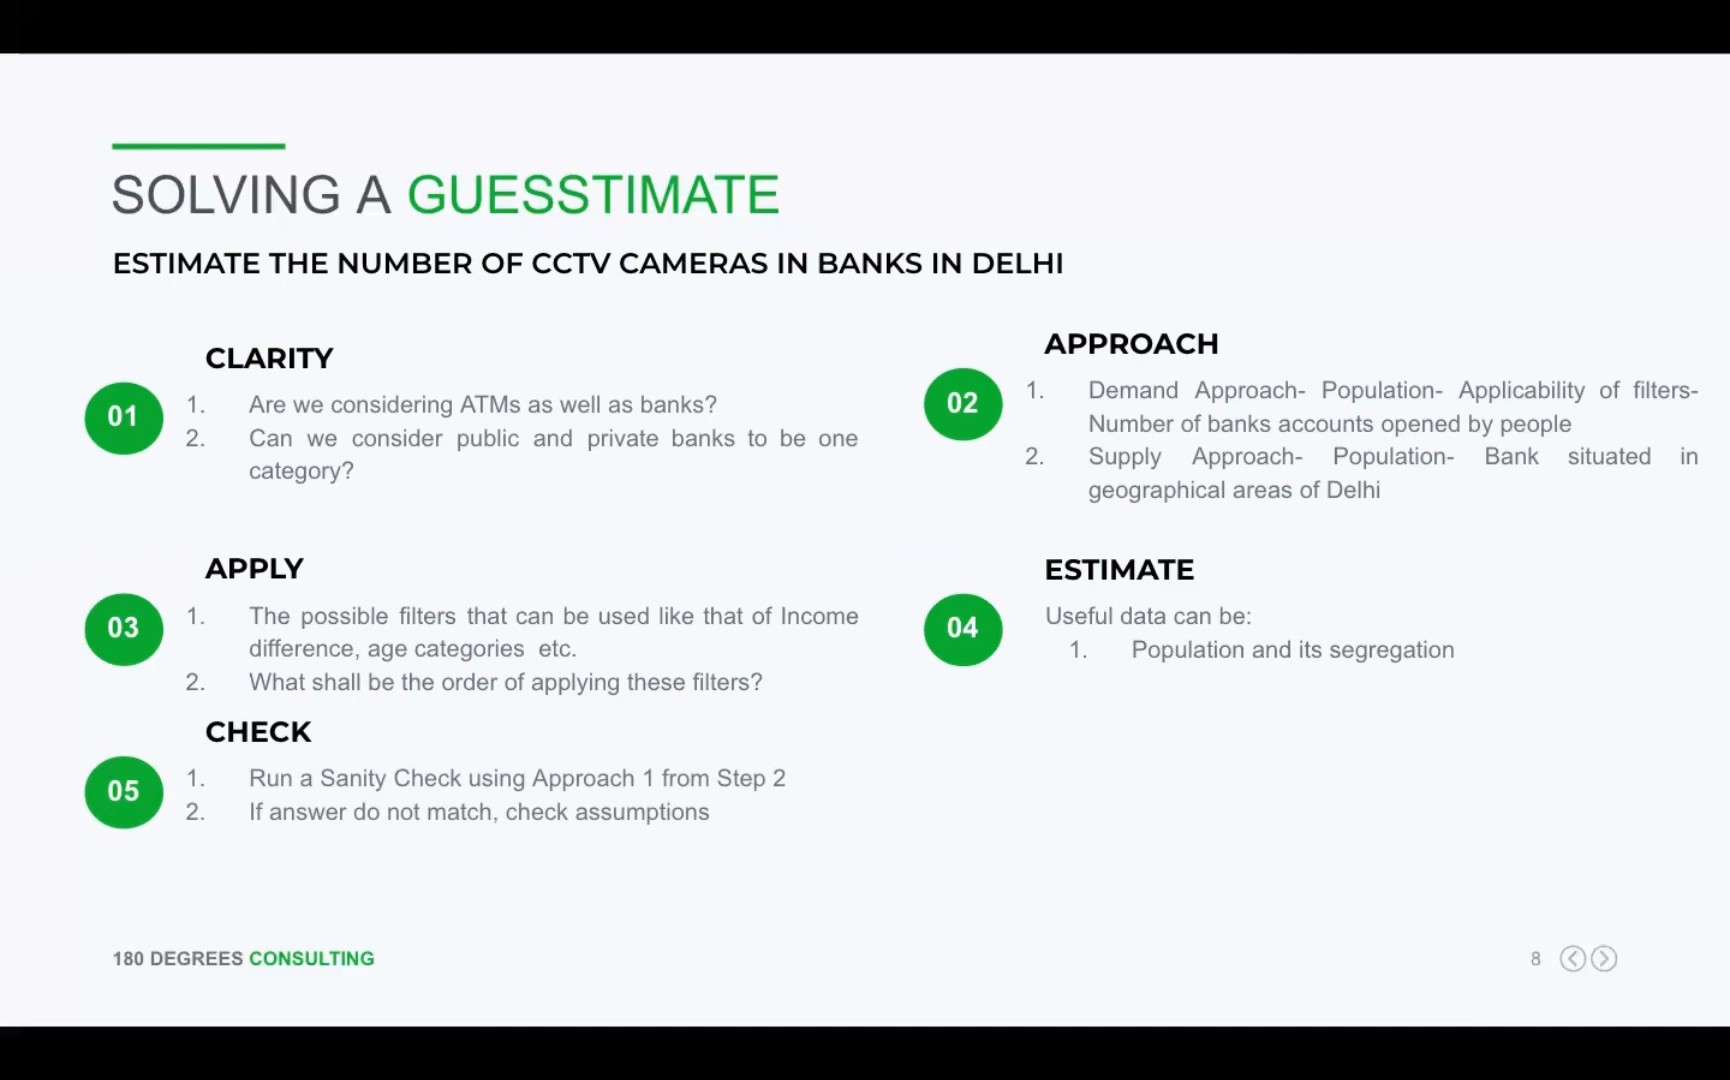 SOLVING A GUESSTIMATE
ESTIMATE THE NUMBER OF CCTV CAMERAS IN BANKS IN DELHI
CLARITY
01
1. Are we considering ATMs as well as banks?
2. Can we consider public and private banks to be one
category?
APPROACH
02
1. Demand Approach- Population- Applicability of filters-
Number of banks accounts opened by people
2. Supply Approach- Population- Bank situated in
geographical areas of Delhi
APPLY
03
1. The possible filters that can be used like that of Income
difference, age categories etc.
2. What shall be the order of applying these filters?
ESTIMATE
04
Useful data can be:
1. Population and its segregation
CHECK
05
1. Run a Sanity Check using Approach 1 from Step 2
2. If answer do not match, check assumptions
180 DEGREES CONSULTING
8